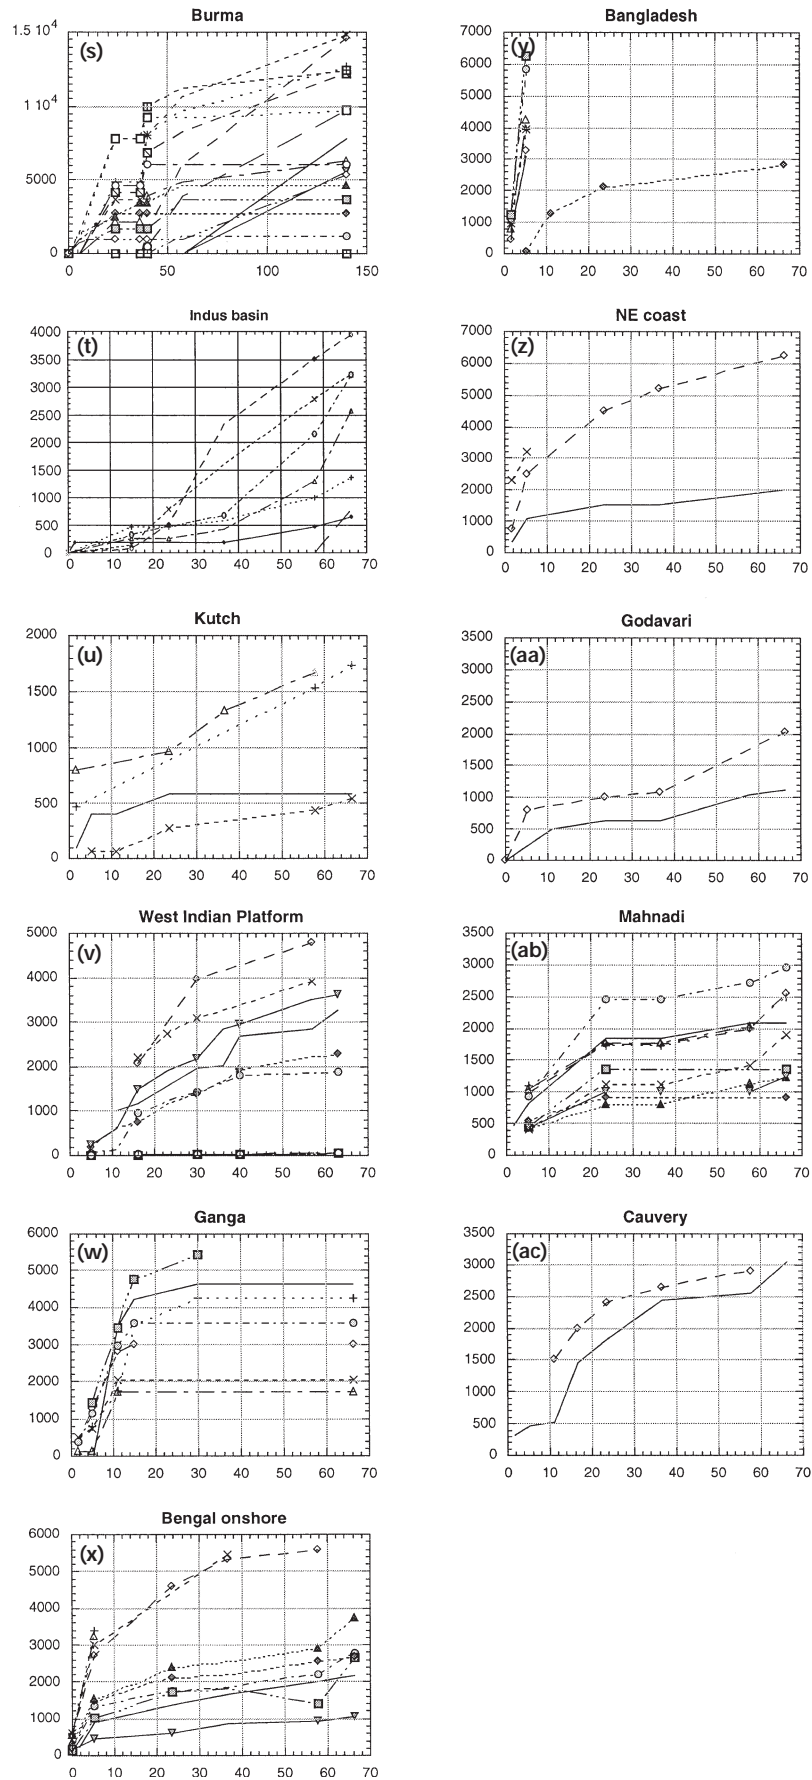 Burma
(s)
1.5 10⁴
1 10⁴
5000
0
0 50 100 150
Bangladesh
(y)
7000
6000
5000
4000
3000
2000
1000
0
0 10 20 30 40 50 60 70
Indus basin
(t)
4000
3500
3000
2500
2000
1500
1000
500
0
0 10 20 30 40 50 60 70
NE coast
(z)
7000
6000
5000
4000
3000
2000
1000
0
0 10 20 30 40 50 60 70
Kutch
(u)
2000
1500
1000
500
0
0 10 20 30 40 50 60 70
Godavari
(aa)
3500
3000
2500
2000
1500
1000
500
0
0 10 20 30 40 50 60 70
West Indian Platform
(v)
5000
4000
3000
2000
1000
0
0 10 20 30 40 50 60 70
Mahnadi
(ab)
3500
3000
2500
2000
1500
1000
500
0
0 10 20 30 40 50 60 70
Ganga
(w)
6000
5000
4000
3000
2000
1000
0
0 10 20 30 40 50 60 70
Cauvery
(ac)
3500
3000
2500
2000
1500
1000
500
0
0 10 20 30 40 50 60 70
Bengal onshore
(x)
6000
5000
4000
3000
2000
1000
0
0 10 20 30 40 50 60 70